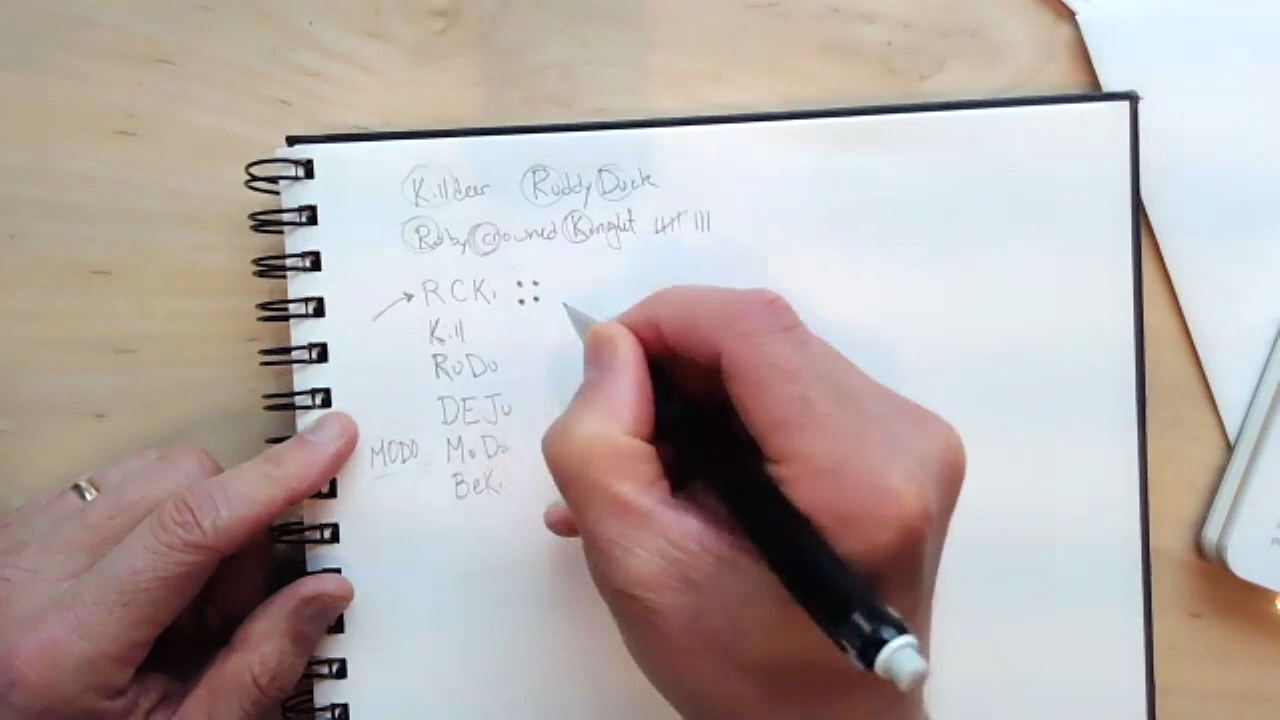 Killdeer Ruddy Duck
Ruby crowned Kinglet
RCKi
Kill
RuDu
DEJu
MODO MoDo
BeKi